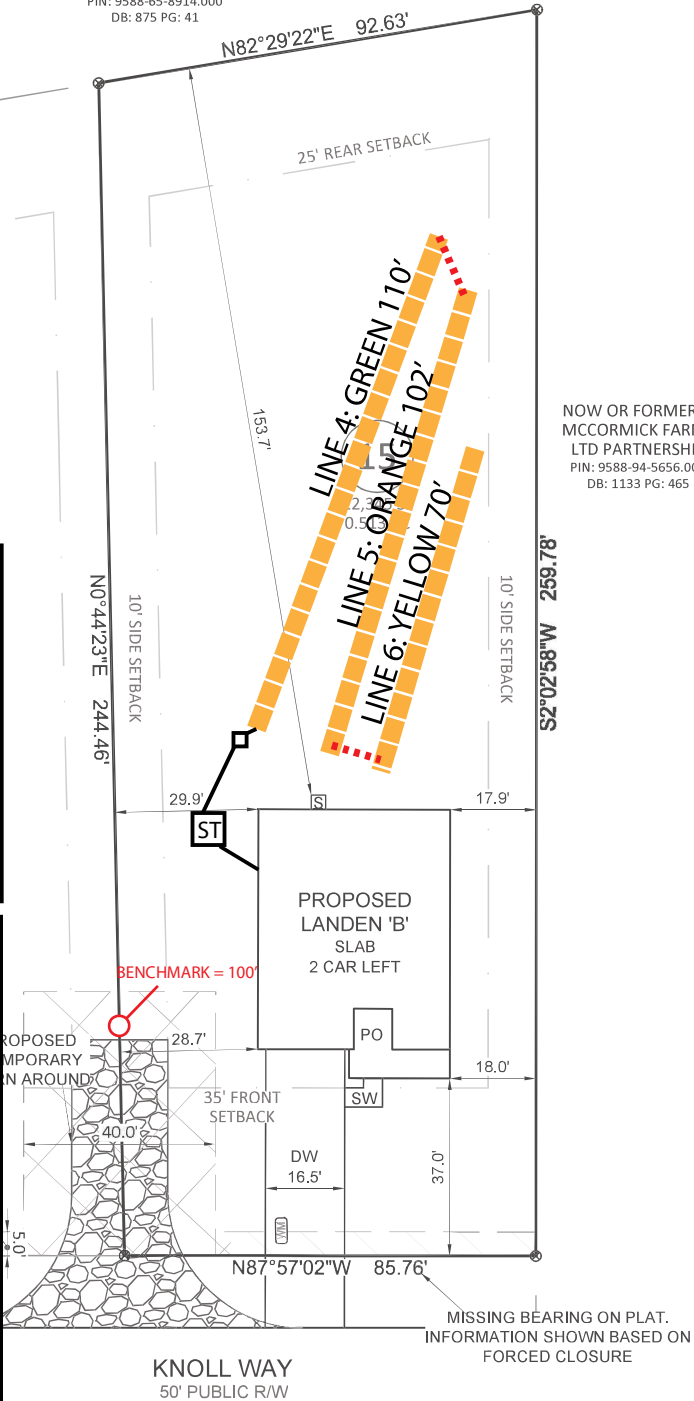 PIN: 9588-65-8914.000
DB: 875 PG: 41
N82°29'22"E 92.63'
25' REAR SETBACK
LINE 4: GREEN 110'
LINE 5: ORANGE 102'
LINE 6: YELLOW 70'
15
0.513
153.7'
NOW OR FORMER
MCCORMICK FAR
LTD PARTNERSH
PIN: 9588-94-5656.00
DB: 1133 PG: 465
N0°44'23"E 244.46'
10' SIDE SETBACK
10' SIDE SETBACK
S2°02'58"W 259.78'
29.9'
S
17.9'
ST
PROPOSED
LANDEN 'B'
SLAB
2 CAR LEFT
BENCHMARK = 100'
PO
ROPOSED
MPORARY
RN AROUND
28.7'
18.0'
35' FRONT
SETBACK
SW
40.0'
DW
16.5'
37.0'
WM
5.0'
N87°57'02"W 85.76'
MISSING BEARING ON PLAT.
INFORMATION SHOWN BASED ON
FORCED CLOSURE
KNOLL WAY
50' PUBLIC R/W